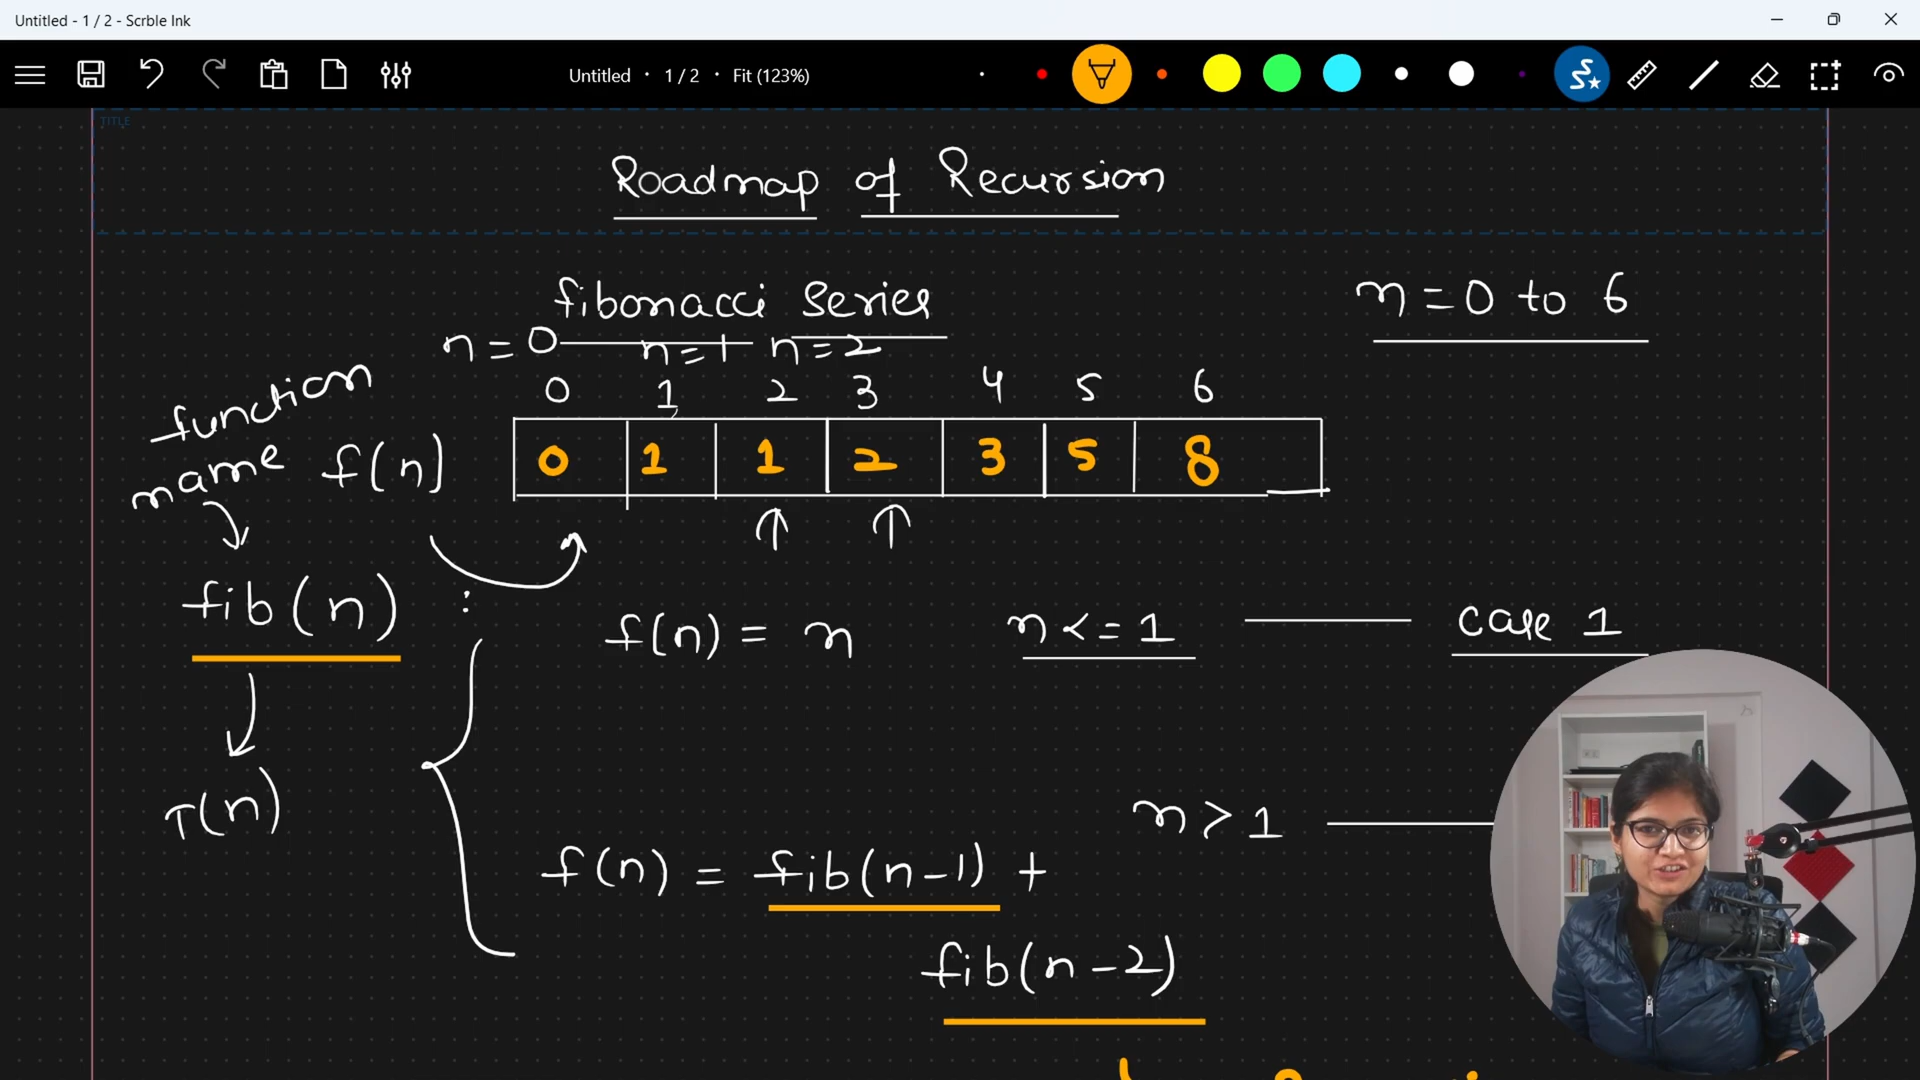 Untitled - 1 / 2 - Scrble Ink
Untitled • 1 / 2 • Fit (123%)
TITLE
Roadmap of Recursion
fibonacci Series
n = 0 to 6
n = 0 n = 1 n = 2
0 1 2 3 4 5 6
function
name f(n)
0 1 1 2 3 5 8
fib(n) :
f(n) = n n <= 1 case 1
T(n)
n > 1
f(n) = fib(n-1) +
fib(n-2)